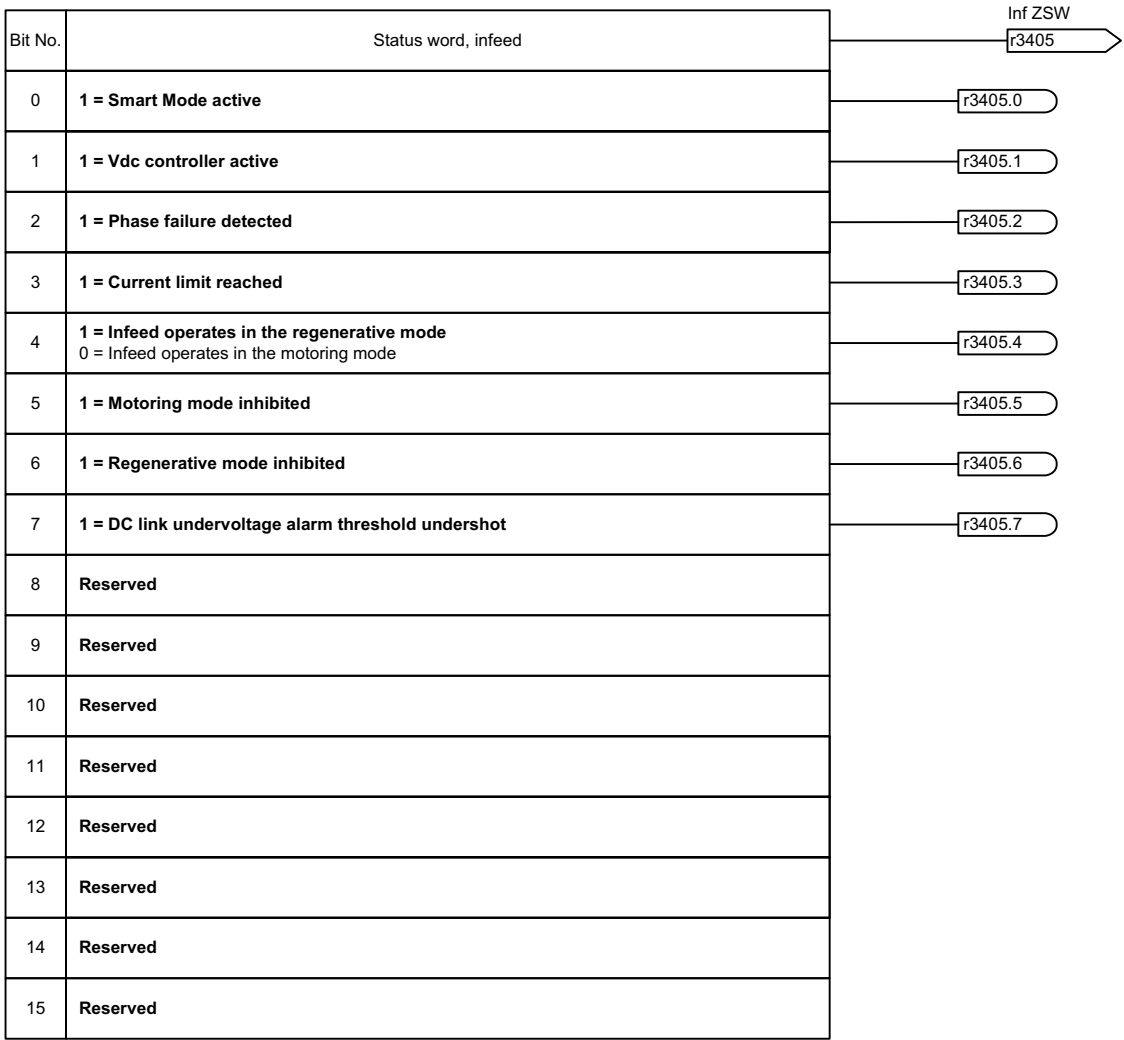 Inf ZSW
Bit No. Status word, infeed r3405
0 1 = Smart Mode active r3405.0
1 1 = Vdc controller active r3405.1
2 1 = Phase failure detected r3405.2
3 1 = Current limit reached r3405.3
4 1 = Infeed operates in the regenerative mode r3405.4
0 = Infeed operates in the motoring mode
5 1 = Motoring mode inhibited r3405.5
6 1 = Regenerative mode inhibited r3405.6
7 1 = DC link undervoltage alarm threshold undershot r3405.7
8 Reserved
9 Reserved
10 Reserved
11 Reserved
12 Reserved
13 Reserved
14 Reserved
15 Reserved